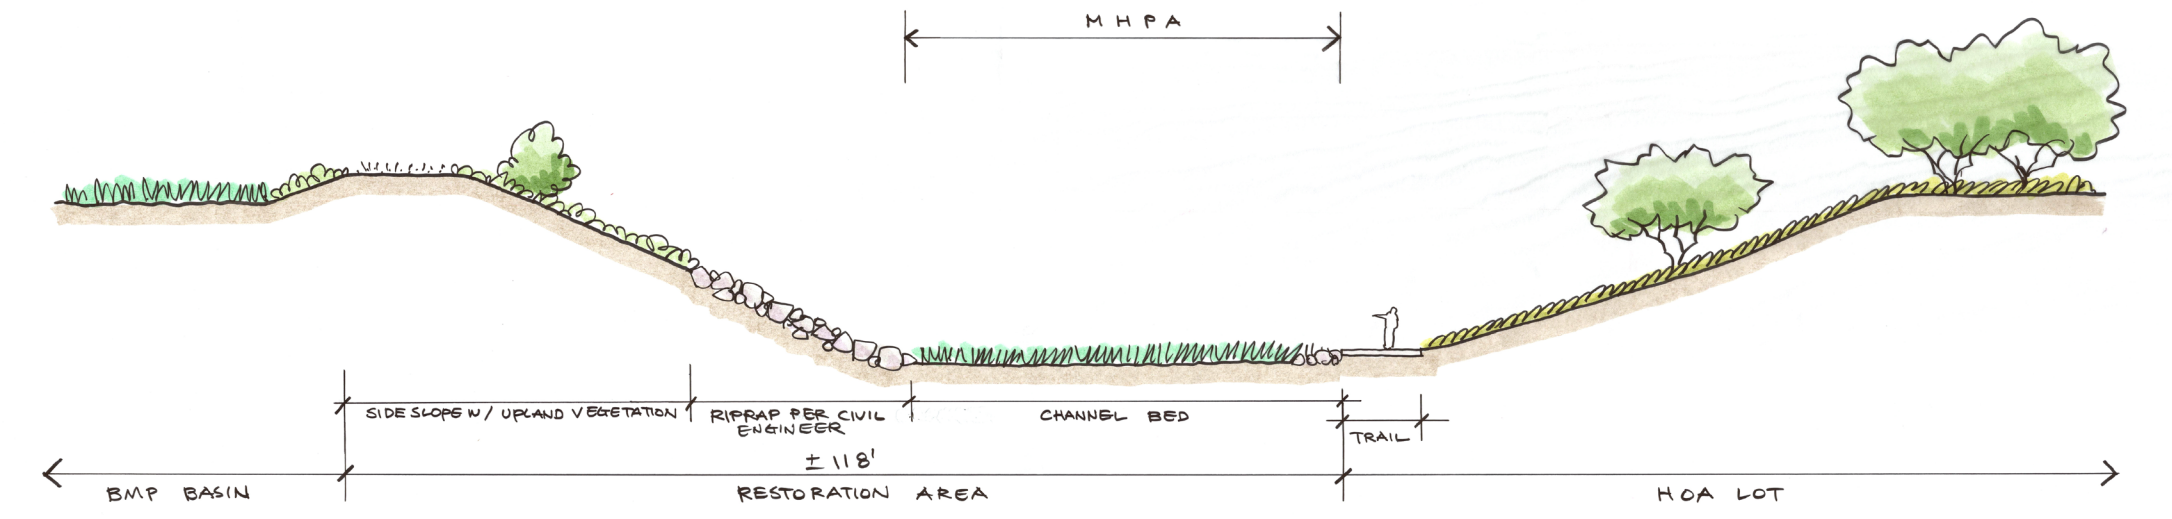 MHPA
SIDE SLOPE W/ UPLAND VEGETATION
RIPRAP PER CIVIL
ENGINEER
CHANNEL BED
TRAIL
± 118'
BMP BASIN
RESTORATION AREA
HOA LOT